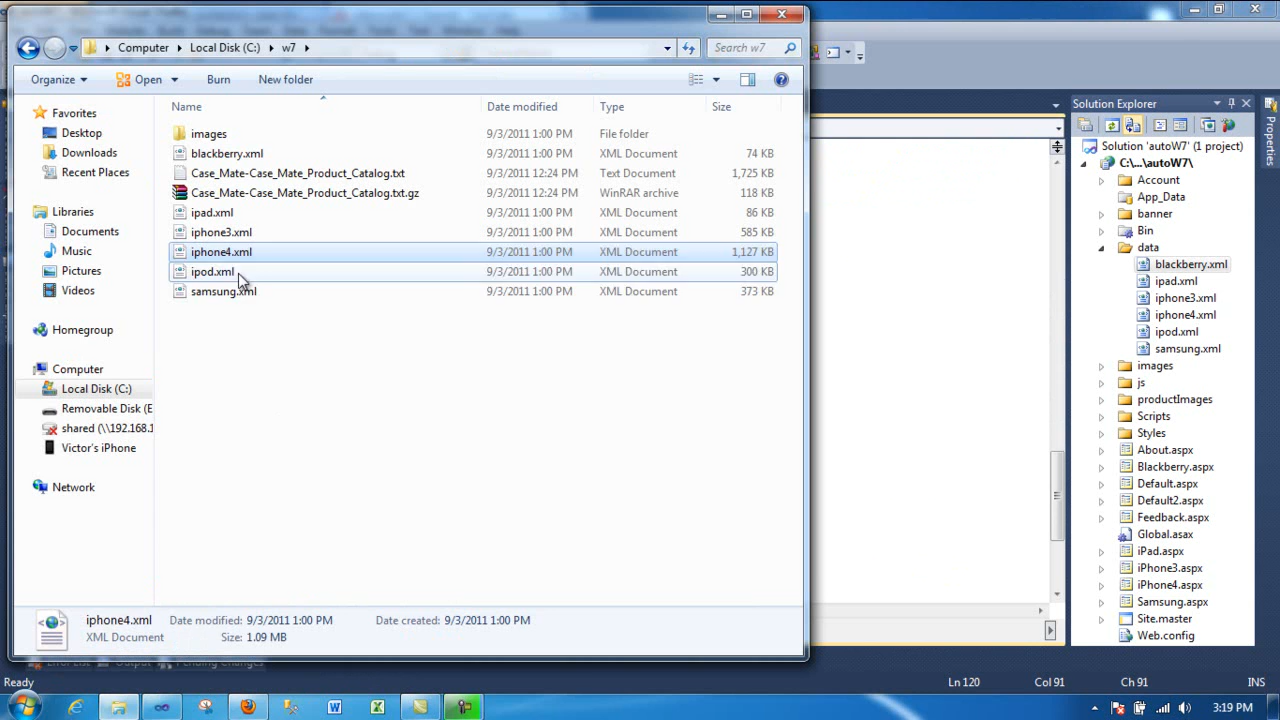 Computer Local Disk (C:) w7
Search w7
Organize Open Burn New folder
Name Date modified Type Size
images 9/3/2011 1:00 PM File folder
blackberry.xml 9/3/2011 1:00 PM XML Document 74 KB
Case_Mate-Case_Mate_Product_Catalog.txt 9/3/2011 12:24 PM Text Document 1,725 KB
Case_Mate-Case_Mate_Product_Catalog.txt.gz 9/3/2011 12:24 PM WinRAR archive 118 KB
ipad.xml 9/3/2011 1:00 PM XML Document 86 KB
iphone3.xml 9/3/2011 1:00 PM XML Document 585 KB
iphone4.xml 9/3/2011 1:00 PM XML Document 1,127 KB
ipod.xml 9/3/2011 1:00 PM XML Document 300 KB
samsung.xml 9/3/2011 1:00 PM XML Document 373 KB
Favorites
Desktop
Downloads
Recent Places
Libraries
Documents
Music
Pictures
Videos
Homegroup
Computer
Local Disk (C:)
Removable Disk (E
shared (\\192.168.1
Victor's iPhone
Network
iphone4.xml Date modified: 9/3/2011 1:00 PM Date created: 9/3/2011 1:00 PM
XML Document Size: 1.09 MB
Solution Explorer
Solution 'autoW7' (1 project)
C:\...\autoW7\
Account
App_Data
banner
Bin
data
blackberry.xml
ipad.xml
iphone3.xml
iphone4.xml
ipod.xml
samsung.xml
images
js
productImages
Scripts
Styles
About.aspx
Blackberry.aspx
Default.aspx
Default2.aspx
Feedback.aspx
Global.asax
iPad.aspx
iPhone3.aspx
iPhone4.aspx
Samsung.aspx
Site.master
Web.config
Properties
Error List Output Pending Changes
Ready Ln 120 Col 91 Ch 91 INS
3:19 PM